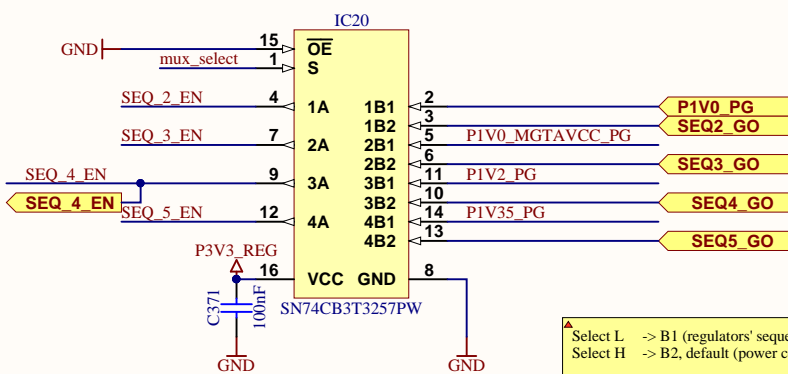 IC20
GND
15
OE
mux_select
1
S
SEQ_2_EN
4
1A
1B1
2
P1V0_PG
1B2
3
SEQ2_GO
SEQ_3_EN
7
2A
2B1
5
P1V0_MGTAVCC_PG
2B2
6
SEQ3_GO
SEQ_4_EN
9
3A
3B1
11
P1V2_PG
SEQ_4_EN
3B2
10
SEQ4_GO
SEQ_5_EN
12
4A
4B1
14
P1V35_PG
4B2
13
SEQ5_GO
P3V3_REG
16
VCC
GND
8
C371
100nF
SN74CB3T3257PW
GND
GND
Select L -> B1 (regulators' seque
Select H -> B2, default (power c